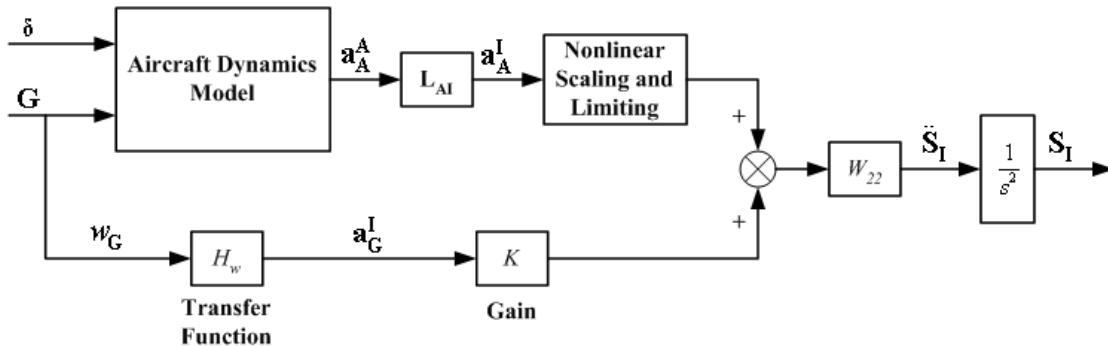 δ
G
Aircraft Dynamics
Model
a_A^A
L_AI
a_A^I
Nonlinear
Scaling and
Limiting
+
W_22
S̈_I
1/s²
S_I
+
w_G
H_w
a_G^I
K
Transfer
Function
Gain